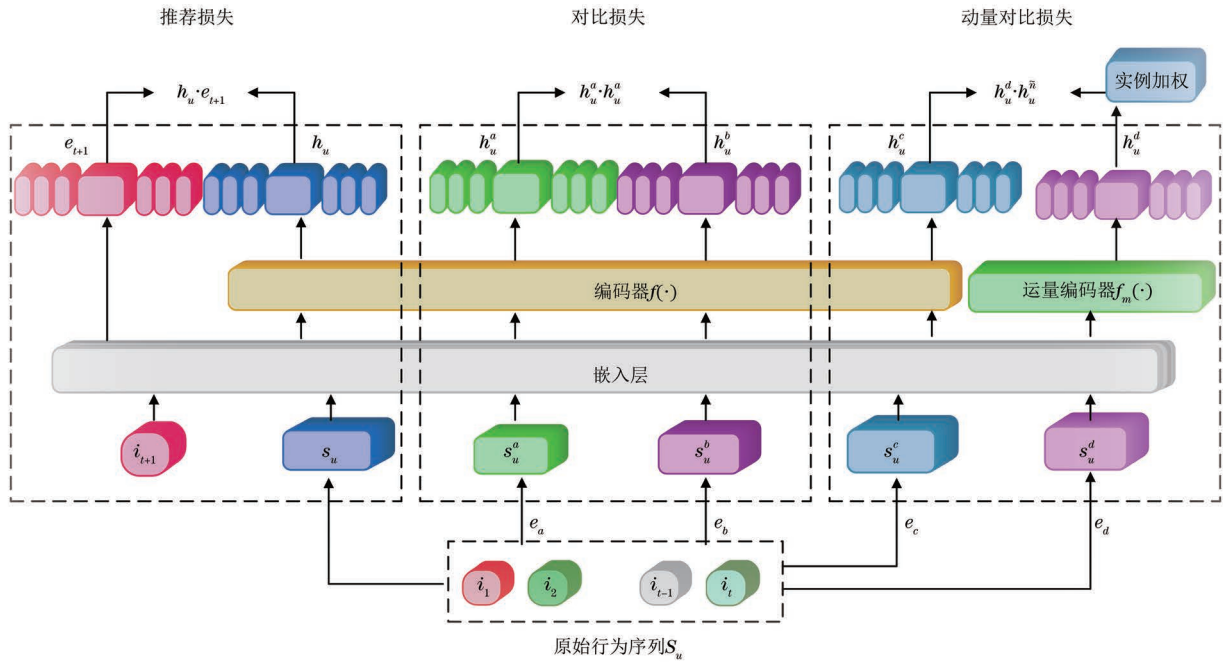 推荐损失 对比损失 动量对比损失
h_u·e_{t+1} h_u^a·h_u^a h_u^d·h_u^ñ 实例加权
e_{t+1} h_u h_u^a h_u^b h_u^c h_u^d
编码器f(·) 运量编码器f_m(·)
嵌入层
i_{t+1} s_u s_u^a s_u^b s_u^c s_u^d
e_a e_b e_c e_d
i_1 i_2 i_{t-1} i_t
原始行为序列S_u